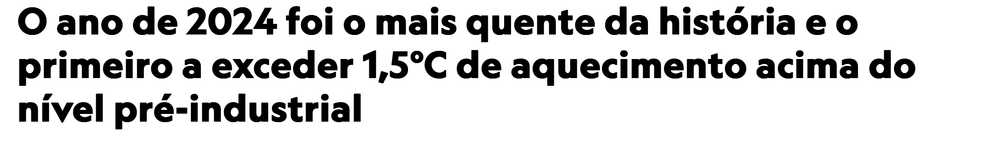 O ano de 2024 foi o mais quente da história e o
primeiro a exceder 1,5°C de aquecimento acima do
nível pré-industrial